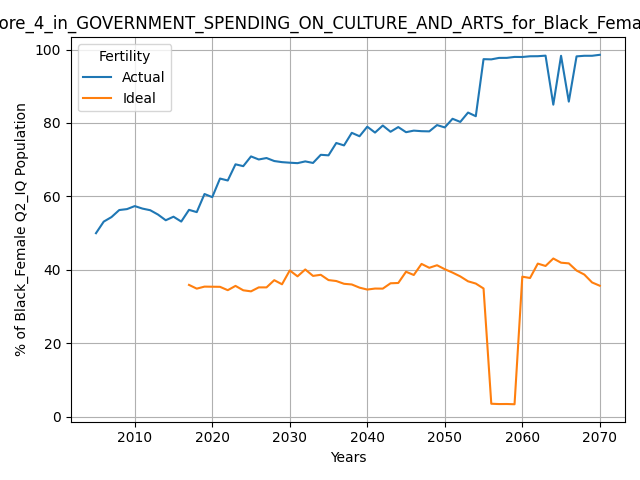 ore_4_in_GOVERNMENT_SPENDING_ON_CULTURE_AND_ARTS_for_Black_Fema
Fertility
Actual
Ideal
% of Black_Female Q2_IQ Population
100
80
60
40
20
0
2010 2020 2030 2040 2050 2060 2070
Years